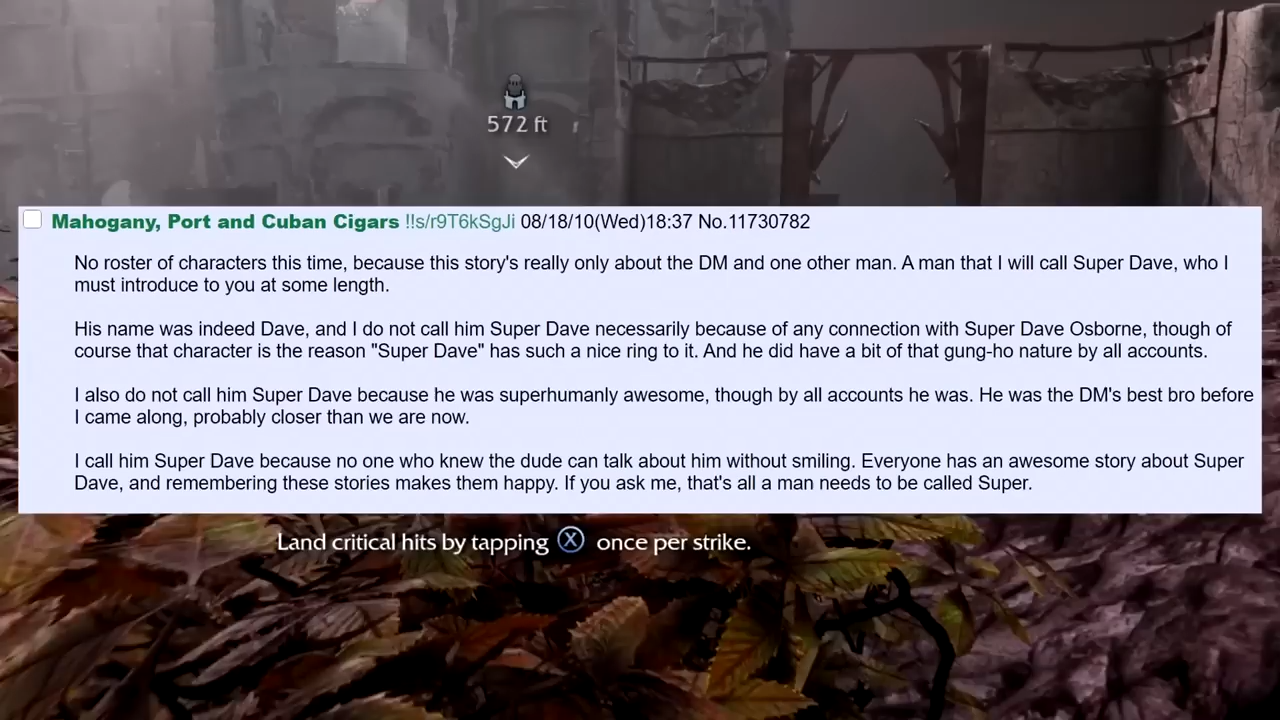 572 ft
Mahogany, Port and Cuban Cigars !!s/r9T6kSgJi 08/18/10(Wed)18:37 No.11730782
No roster of characters this time, because this story's really only about the DM and one other man. A man that I will call Super Dave, who I
must introduce to you at some length.
His name was indeed Dave, and I do not call him Super Dave necessarily because of any connection with Super Dave Osborne, though of
course that character is the reason "Super Dave" has such a nice ring to it. And he did have a bit of that gung-ho nature by all accounts.
I also do not call him Super Dave because he was superhumanly awesome, though by all accounts he was. He was the DM's best bro before
I came along, probably closer than we are now.
I call him Super Dave because no one who knew the dude can talk about him without smiling. Everyone has an awesome story about Super
Dave, and remembering these stories makes them happy. If you ask me, that's all a man needs to be called Super.
Land critical hits by tapping X once per strike.